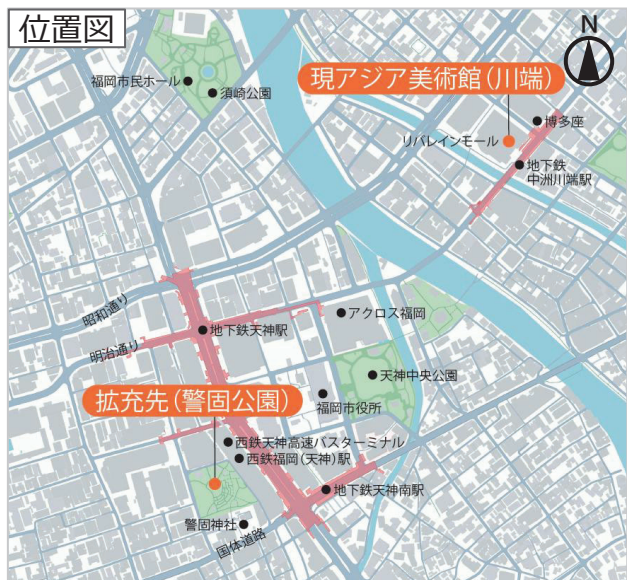 位置図
N
福岡市民ホール
須崎公園
現アジア美術館(川端)
博多座
リバレインモール
地下鉄
中洲川端駅
昭和通り
アクロス福岡
地下鉄天神駅
明治通り
天神中央公園
拡充先(警固公園)
福岡市役所
西鉄天神高速バスターミナル
西鉄福岡(天神)駅
地下鉄天神南駅
警固神社
国体道路